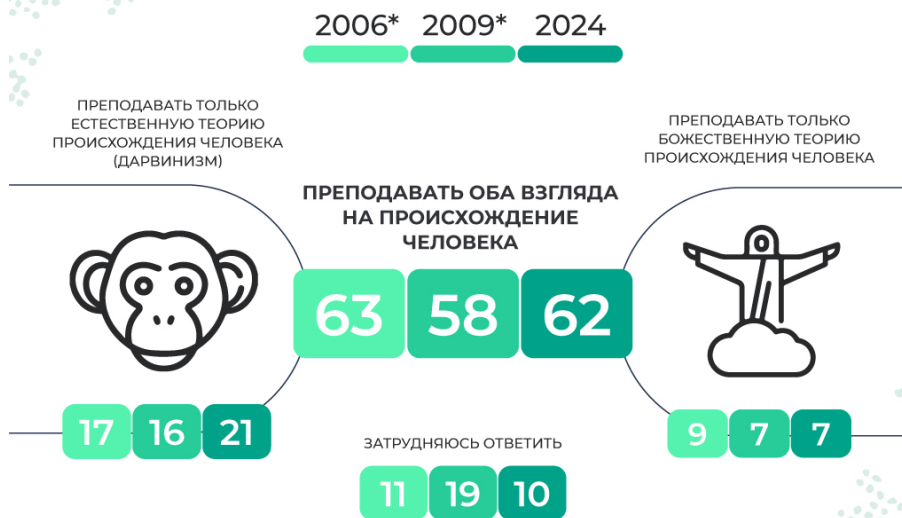 2006* 2009* 2024
ПРЕПОДАВАТЬ ТОЛЬКО
ЕСТЕСТВЕННУЮ ТЕОРИЮ
ПРОИСХОЖДЕНИЯ ЧЕЛОВЕКА
(ДАРВИНИЗМ)
17 16 21
ПРЕПОДАВАТЬ ОБА ВЗГЛЯДА
НА ПРОИСХОЖДЕНИЕ
ЧЕЛОВЕКА
63 58 62
ПРЕПОДАВАТЬ ТОЛЬКО
БОЖЕСТВЕННУЮ ТЕОРИЮ
ПРОИСХОЖДЕНИЯ ЧЕЛОВЕКА
9 7 7
ЗАТРУДНЯЮСЬ ОТВЕТИТЬ
11 19 10